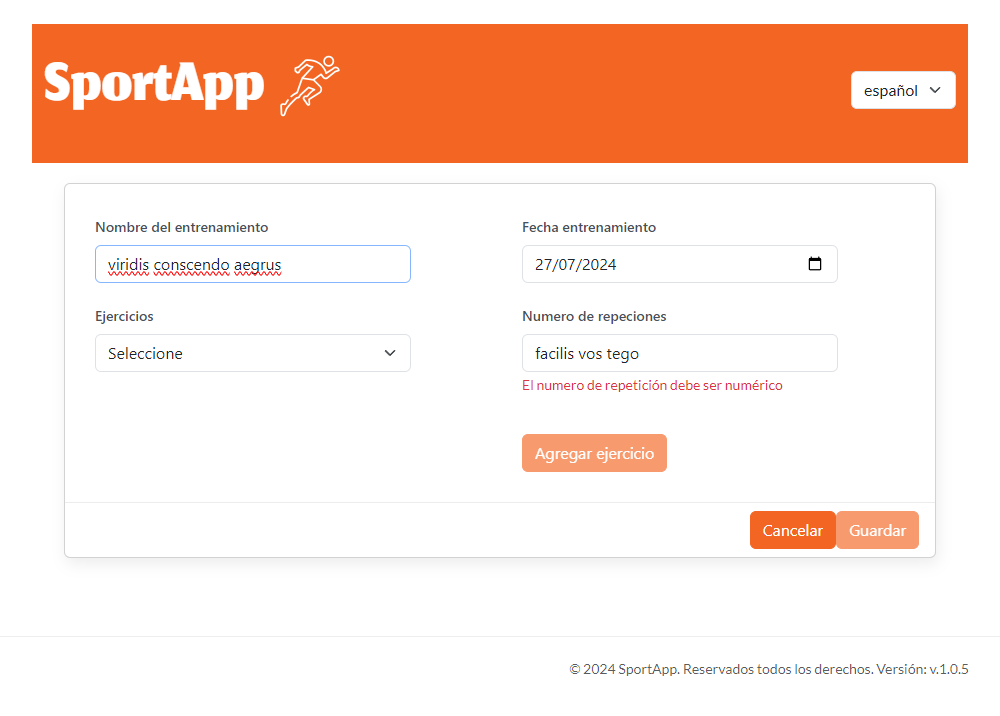 SportApp
español
Nombre del entrenamiento
Fecha entrenamiento
viridis conscendo aegrus
27/07/2024
Ejercicios
Numero de repeciones
Seleccione
facilis vos tego
El numero de repetición debe ser numérico
Agregar ejercicio
Cancelar
Guardar
© 2024 SportApp. Reservados todos los derechos. Versión: v.1.0.5